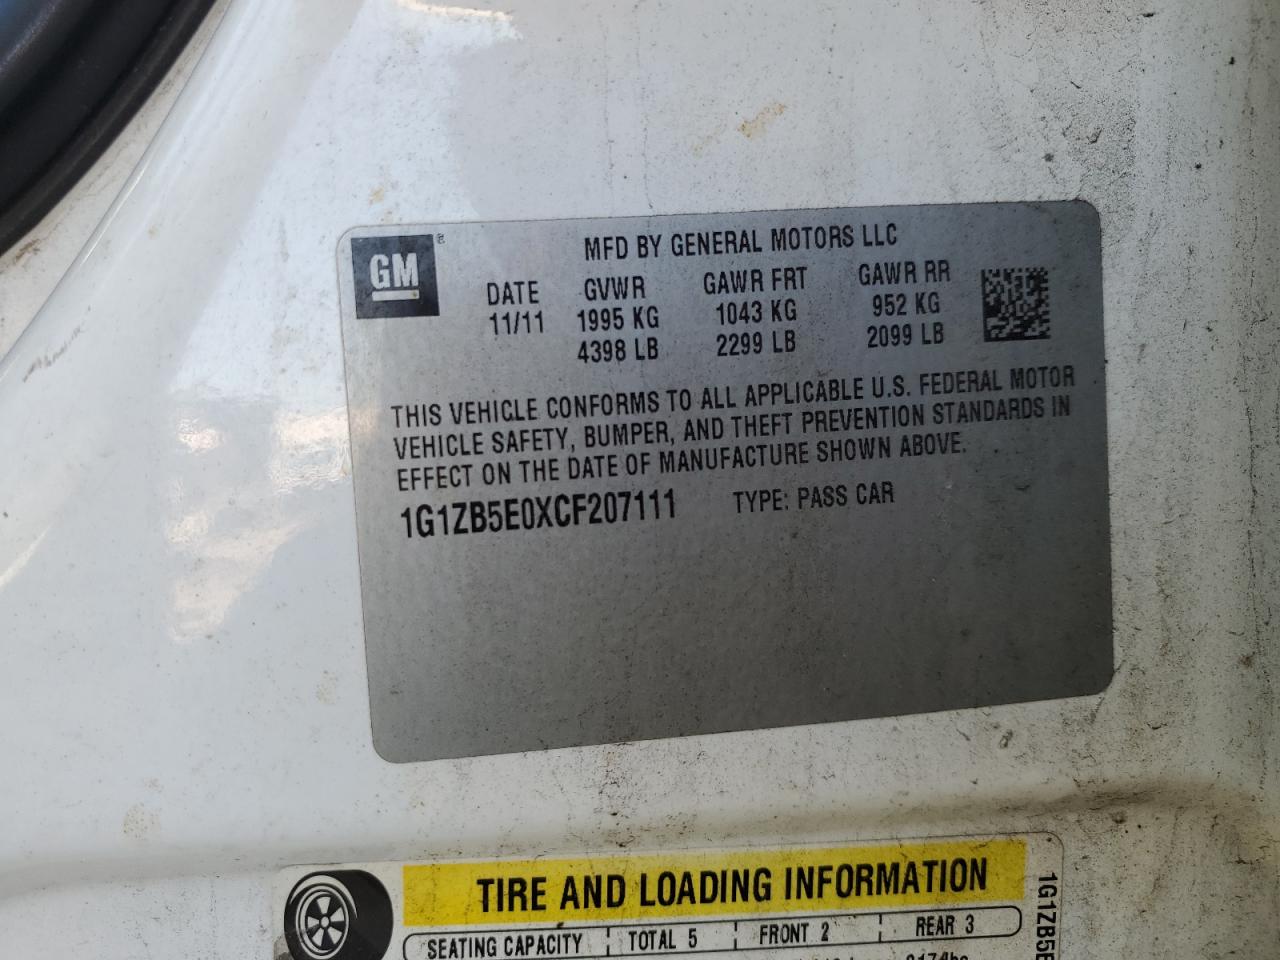 GM ®
MFD BY GENERAL MOTORS LLC
DATE GVWR GAWR FRT GAWR RR
11/11 1995 KG 1043 KG 952 KG
4398 LB 2299 LB 2099 LB
THIS VEHICLE CONFORMS TO ALL APPLICABLE U.S. FEDERAL MOTOR
VEHICLE SAFETY, BUMPER, AND THEFT PREVENTION STANDARDS IN
EFFECT ON THE DATE OF MANUFACTURE SHOWN ABOVE.
1G1ZB5E0XCF207111 TYPE: PASS CAR
TIRE AND LOADING INFORMATION
SEATING CAPACITY TOTAL 5 FRONT 2 REAR 3
1G1ZB5E